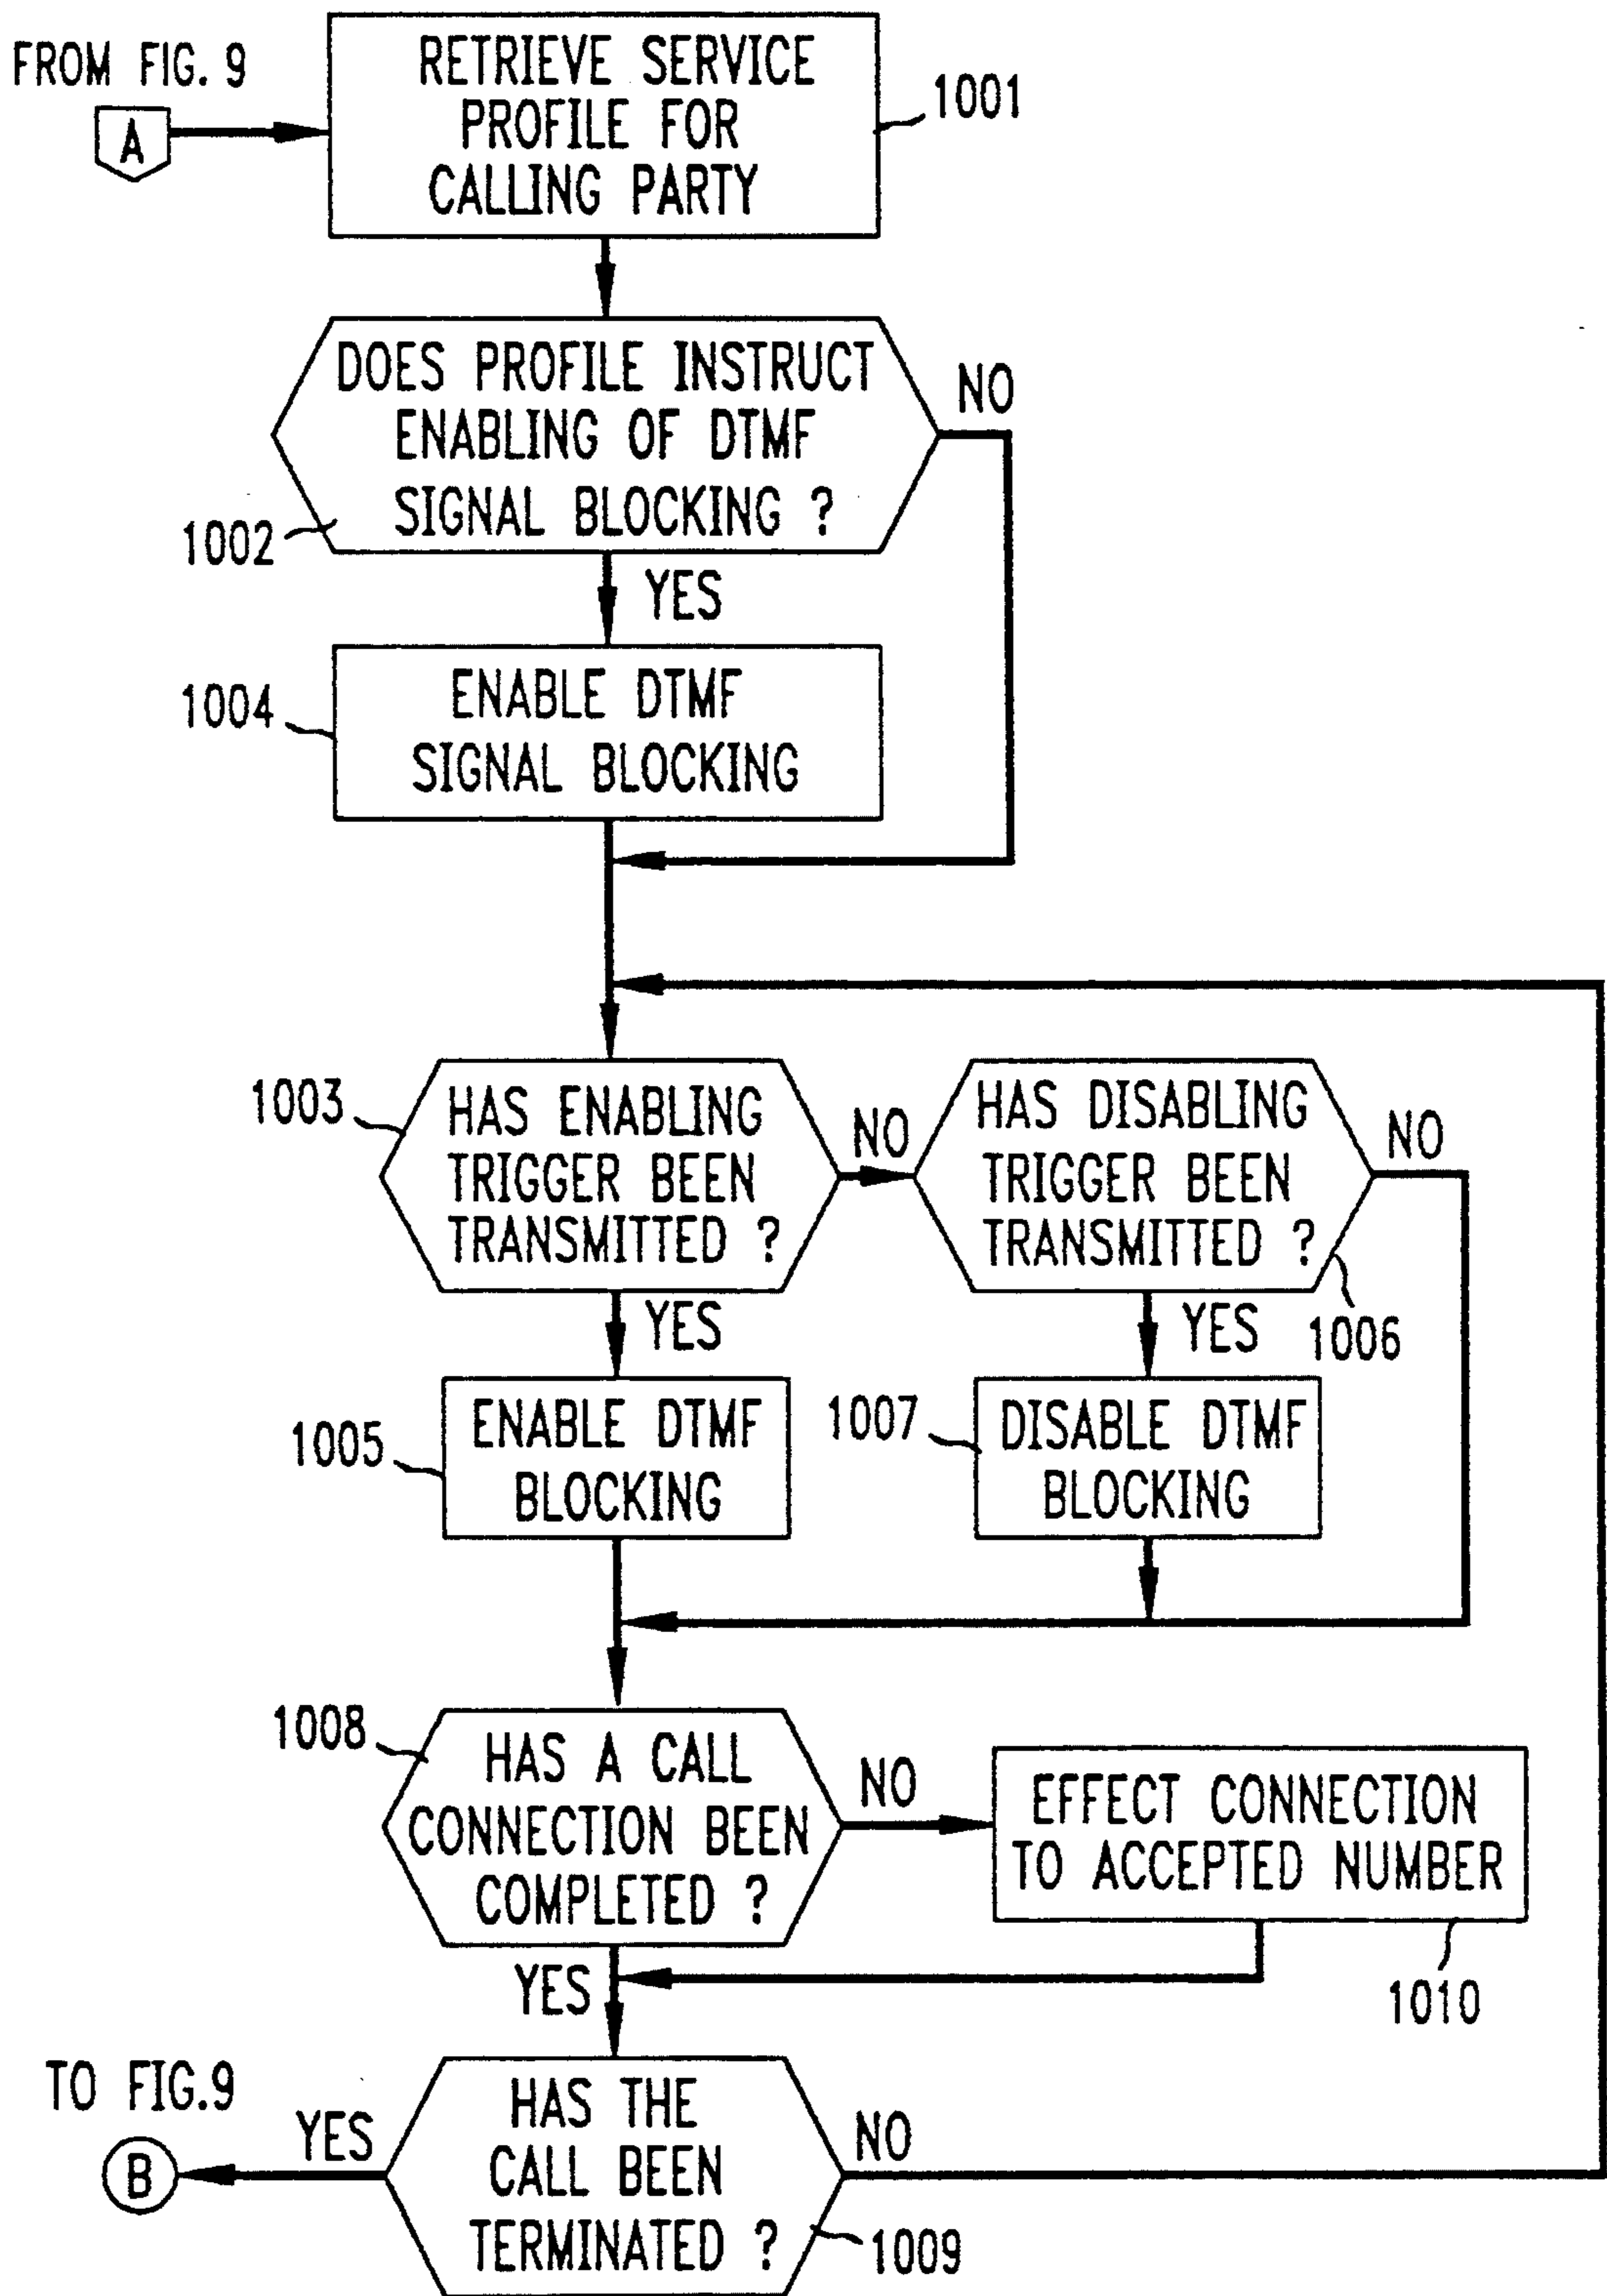 FROM FIG. 9
A
RETRIEVE SERVICE
PROFILE FOR
CALLING PARTY
1001
DOES PROFILE INSTRUCT
ENABLING OF DTMF
SIGNAL BLOCKING ?
1002
NO
YES
ENABLE DTMF
SIGNAL BLOCKING
1004
HAS ENABLING
TRIGGER BEEN
TRANSMITTED ?
1003
NO
HAS DISABLING
TRIGGER BEEN
TRANSMITTED ?
1006
NO
YES
YES
ENABLE DTMF
BLOCKING
1005
DISABLE DTMF
BLOCKING
1007
HAS A CALL
CONNECTION BEEN
COMPLETED ?
1008
NO
EFFECT CONNECTION
TO ACCEPTED NUMBER
1010
YES
HAS THE
CALL BEEN
TERMINATED ?
1009
NO
YES
TO FIG.9
B